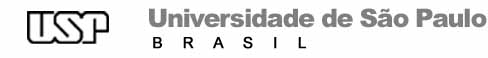 USP
Universidade de São Paulo
B R A S I L